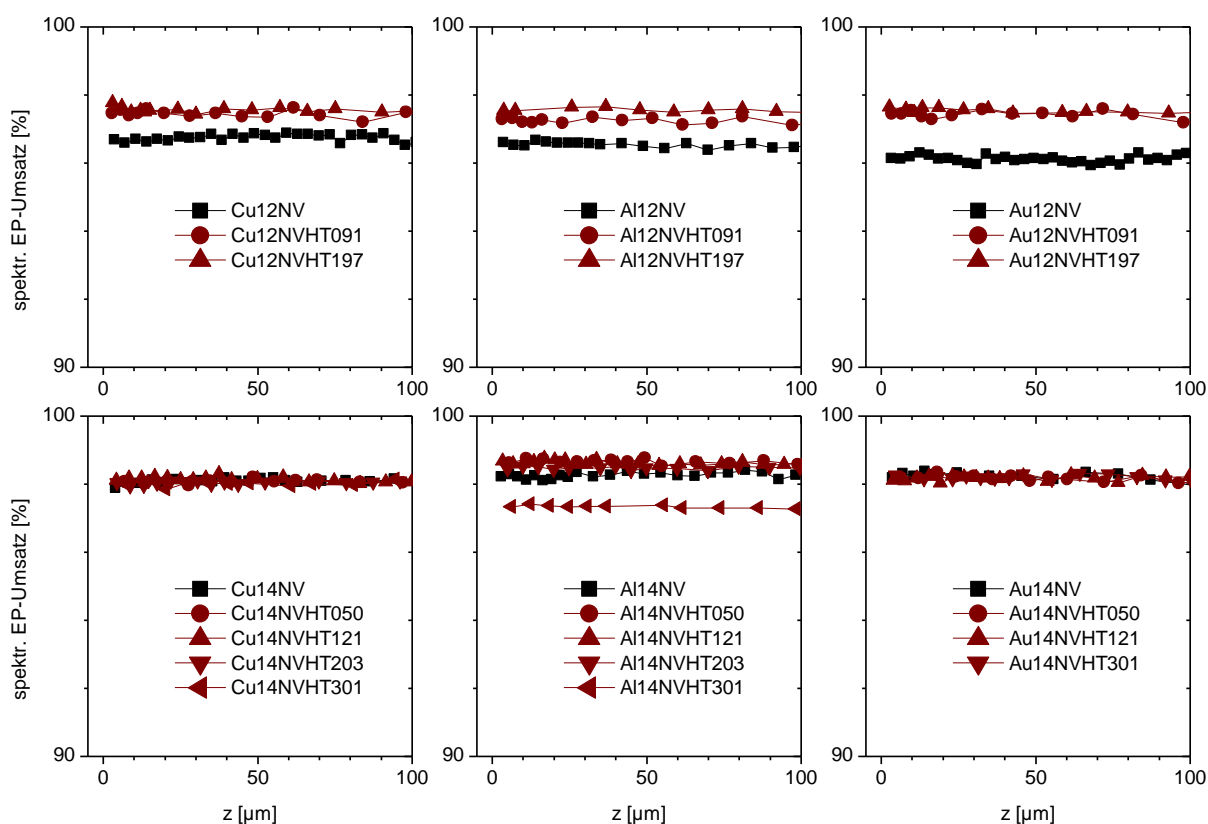 100
100
100
spektr. EP-Umsatz [%]
Cu12NV
Cu12NVHT091
Cu12NVHT197
Al12NV
Al12NVHT091
Al12NVHT197
Au12NV
Au12NVHT091
Au12NVHT197
90
90
90
0 50 100
0 50 100
0 50 100
100
100
100
spektr. EP-Umsatz [%]
Cu14NV
Cu14NVHT050
Cu14NVHT121
Cu14NVHT203
Cu14NVHT301
Al14NV
Al14NVHT050
Al14NVHT121
Al14NVHT203
Al14NVHT301
Au14NV
Au14NVHT050
Au14NVHT121
Au14NVHT301
90
90
90
0 50 100
0 50 100
0 50 100
z [µm]
z [µm]
z [µm]